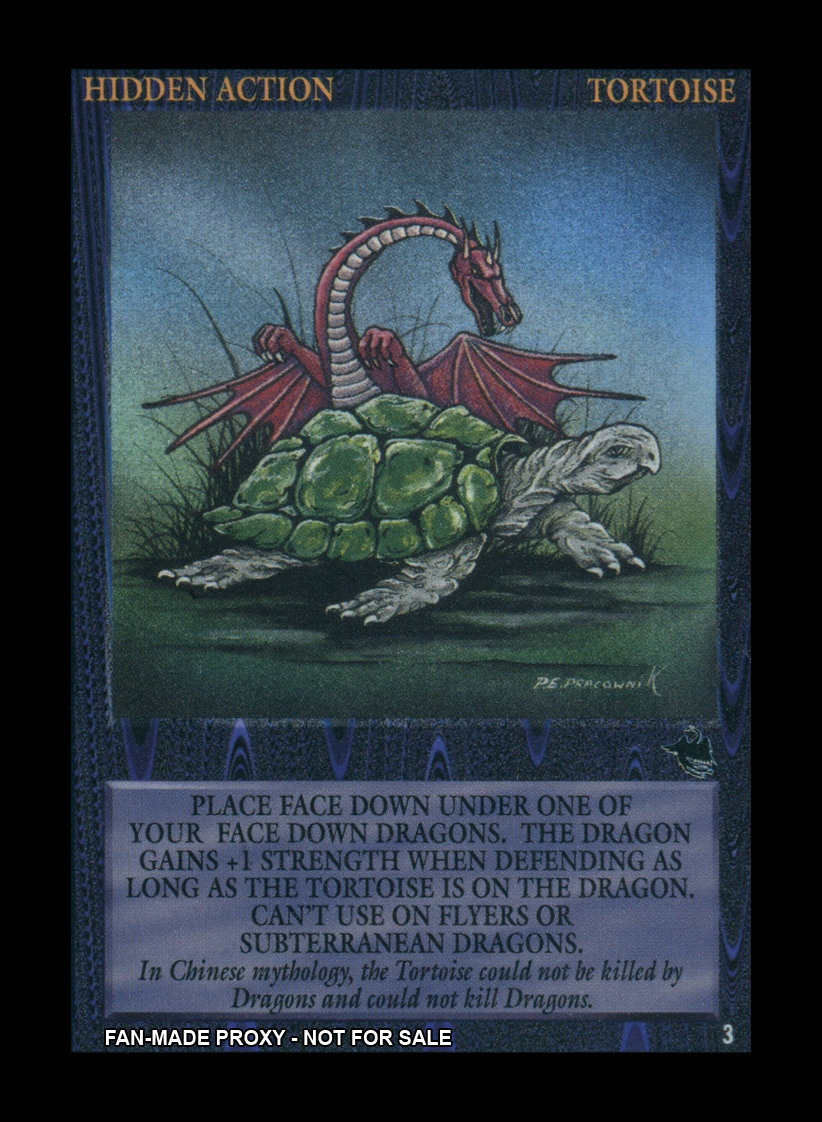 HIDDEN ACTION TORTOISE
P.E. PRACOWNIK
PLACE FACE DOWN UNDER ONE OF
YOUR FACE DOWN DRAGONS. THE DRAGON
GAINS +1 STRENGTH WHEN DEFENDING AS
LONG AS THE TORTOISE IS ON THE DRAGON.
CAN'T USE ON FLYERS OR
SUBTERRANEAN DRAGONS.
In Chinese mythology, the Tortoise could not be killed by
Dragons and could not kill Dragons.
FAN-MADE PROXY - NOT FOR SALE 3